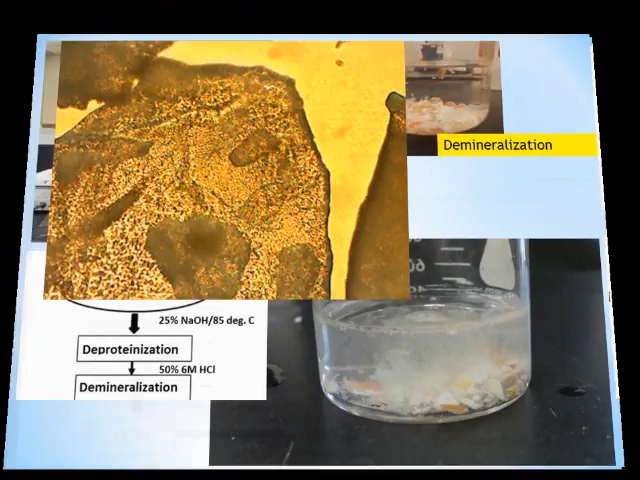 Demineralization
25% NaOH/85 deg. C
Deproteinization
50% 6M HCl
Demineralization